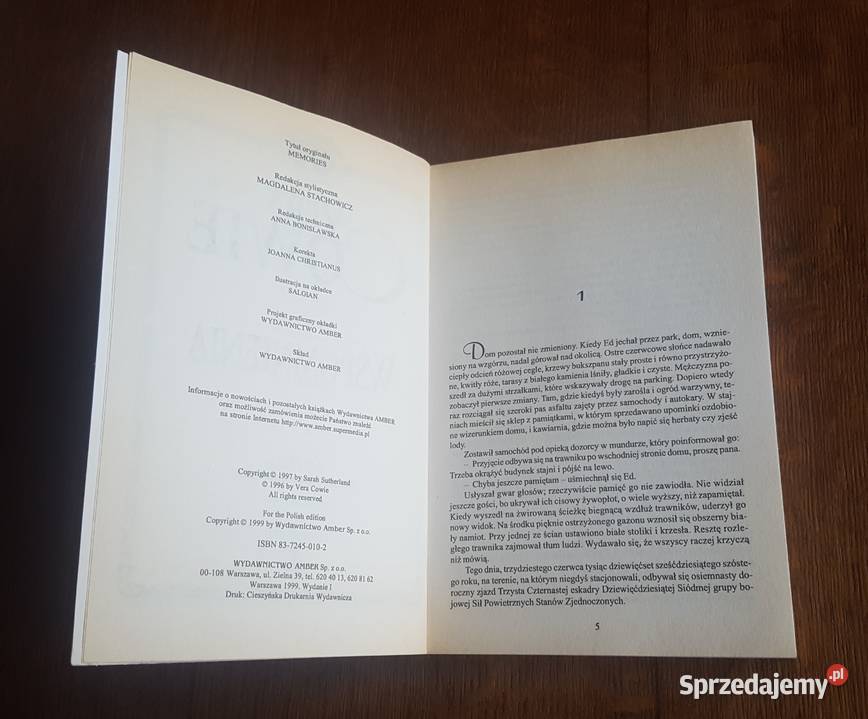 Tytuł oryginału
MEMORIES
Redakcja stylistyczna
MAGDALENA STACHOWICZ
Redakcja techniczna
ANNA BONISŁAWSKA
Korekta
JOANNA CHRISTIANUS
Ilustracja na okładce
SALGIAN
Projekt graficzny okładki
WYDAWNICTWO AMBER
Skład
WYDAWNICTWO AMBER
Informacje o nowościach i pozostałych książkach Wydawnictwa AMBER
oraz możliwość zamówienia możecie Państwo znaleźć
na stronie Internetu http://www.amber.supermedia.pl
Copyright © 1997 by Sarah Sutherland
© 1996 by Vera Cowie
All rights reserved
For the Polish edition
Copyright © 1999 by Wydawnictwo Amber Sp. z o.o.
ISBN 83-7245-010-2
WYDAWNICTWO AMBER Sp. z o.o.
00-108 Warszawa, ul. Zielna 39, tel. 620 40 13, 620 81 62
Warszawa 1999. Wydanie I
Druk: Cieszyńska Drukarnia Wydawnicza
1
Dom pozostał nie zmieniony. Kiedy Ed jechał przez park, dom, wznie-
siony na wzgórzu, nadal górował nad okolicą. Ostre czerwcowe słońce nadawało
ciepły odcień różowej cegle, krzewy bukszpanu stały proste i równo przystrzyżo-
ne, kwitły róże, tarasy z białego kamienia lśniły, gładkie i czyste. Mężczyzna po-
szedł za dużymi strzałkami, które wskazywały drogę na parking. Dopiero wtedy
zobaczył pierwsze zmiany. Tam, gdzie kiedyś były zarośla i ogród warzywny, te-
raz rozciągał się szeroki pas asfaltu zajęty przez samochody i autokary. W staj-
niach mieścił się sklep z pamiątkami, w którym sprzedawano upominki ozdobio-
ne wizerunkiem domu, i kawiarnia, gdzie można było napić się herbaty czy zjeść
lody.
Zostawił samochód pod opieką dozorcy w mundurze, który poinformował go:
– Przyjęcie odbywa się na trawniku po wschodniej stronie domu, proszę pana.
Trzeba okrążyć budynek stajni i pójść na lewo.
– Chyba jeszcze pamiętam – uśmiechnął się Ed.
Usłyszał gwar głosów; rzeczywiście pamięć go nie zawiodła. Nie widział
jeszcze gości, bo ukrywał ich cisowy żywopłot, o wiele wyższy, niż zapamiętał.
Kiedy wyszedł na żwirowaną ścieżkę biegnącą wzdłuż trawników, uderzył go
nowy widok. Na środku pięknie ostrzyżonego gazonu wznosił się obszerny bia-
ły namiot. Przy jednej ze ścian ustawiono białe stoliki i krzesła. Resztę rozle-
głego trawnika zajmował tłum ludzi. Wydawało się, że wszyscy raczej krzyczą
niż mówią.
Tego dnia, trzydziestego czerwca tysiąc dziewięćset sześćdziesiątego szóste-
go roku, na terenie, na którym niegdyś stacjonowali, odbywał się osiemnasty do-
roczny zjazd Trzysta Czternastej eskadry Dziewięćdziesiątej Siódmej grupy bo-
jowej Sił Powietrznych Stanów Zjednoczonych.
5
Sprzedajemy.pl